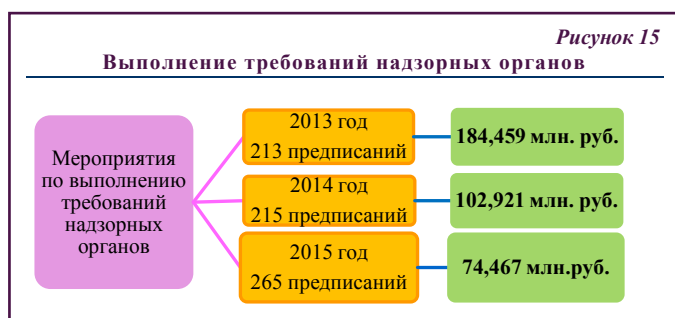 Рисунок 15
Выполнение требований надзорных органов
Мероприятия
по выполнению
требований
надзорных
органов
2013 год
213 предписаний
184,459 млн. руб.
2014 год
215 предписаний
102,921 млн. руб.
2015 год
265 предписаний
74,467 млн.руб.